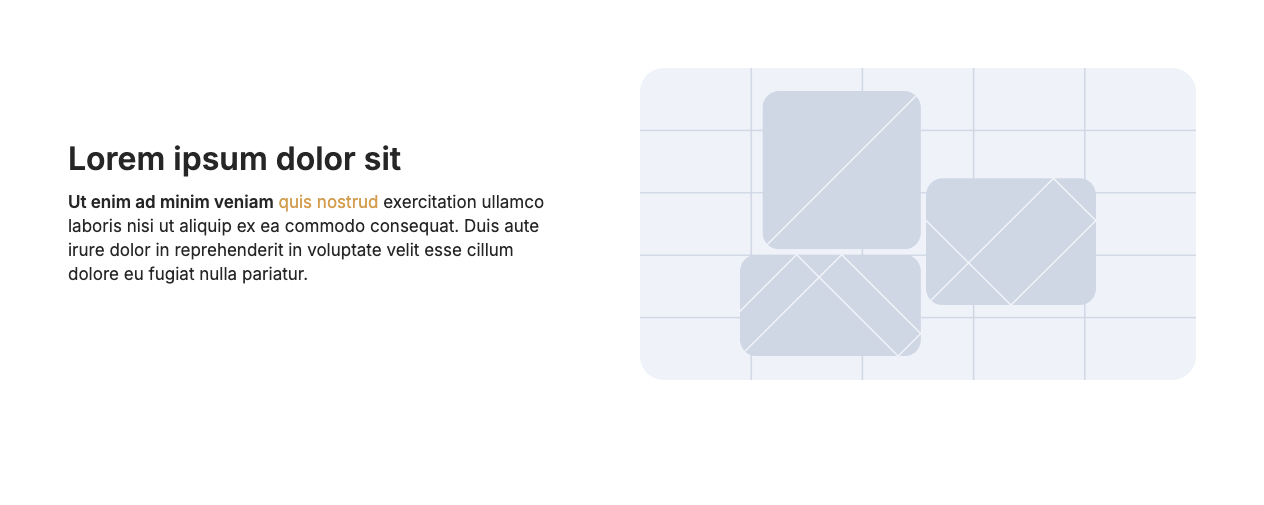 Lorem ipsum dolor sit
Ut enim ad minim veniam quis nostrud exercitation ullamco
laboris nisi ut aliquip ex ea commodo consequat. Duis aute
irure dolor in reprehenderit in voluptate velit esse cillum
dolore eu fugiat nulla pariatur.